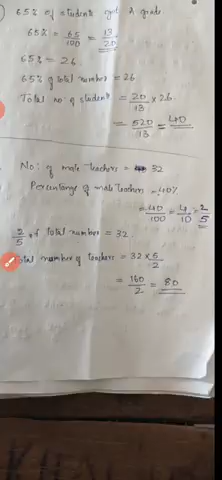 65% of students got A grade.
65% = 65/100 = 13/20
65% = 26
65% of total number = 26
Total no: of students = 20/13 x 26
= 520/13 = 40
No: of male teachers = 32
Percentage of male teachers = 40%
= 40/100 = 4/10 = 2/5
2/5 of total number = 32
Total number of teachers = 32 x 5/2
= 160/2 = 80